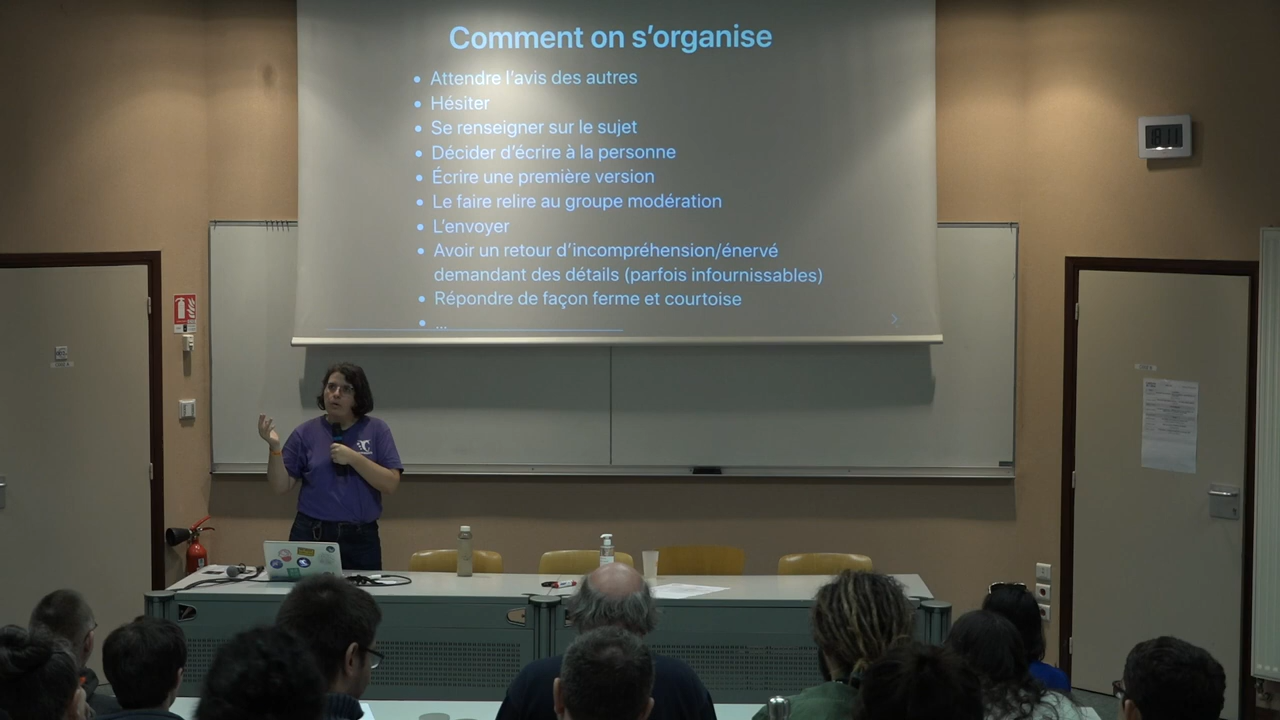 Comment on s'organise
• Attendre l'avis des autres
• Hésiter
• Se renseigner sur le sujet
• Décider d'écrire à la personne
• Écrire une première version
• Le faire relire au groupe modération
• L'envoyer
• Avoir un retour d'incompréhension/énervé
demandant des détails (parfois infournissables)
• Répondre de façon ferme et courtoise
• ...